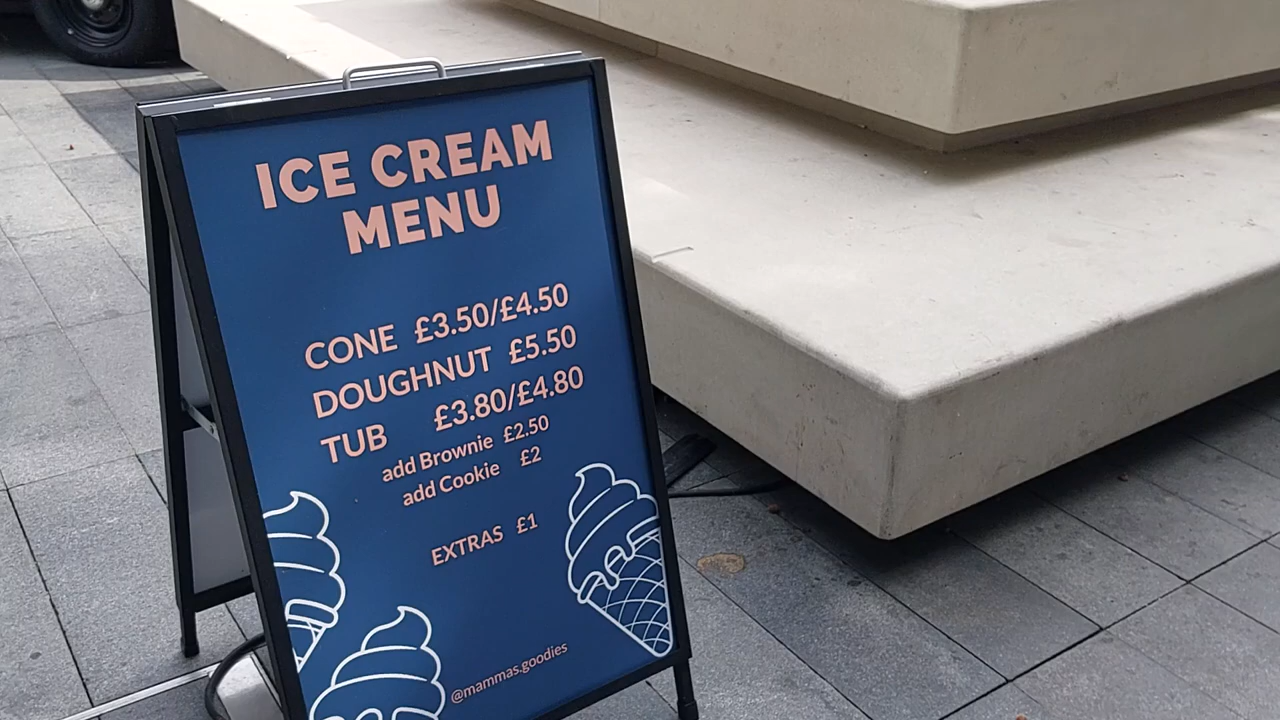 ICE CREAM
MENU
CONE £3.50/£4.50
DOUGHNUT £5.50
TUB £3.80/£4.80
add Brownie £2.50
add Cookie £2
EXTRAS £1
@mammas.goodies